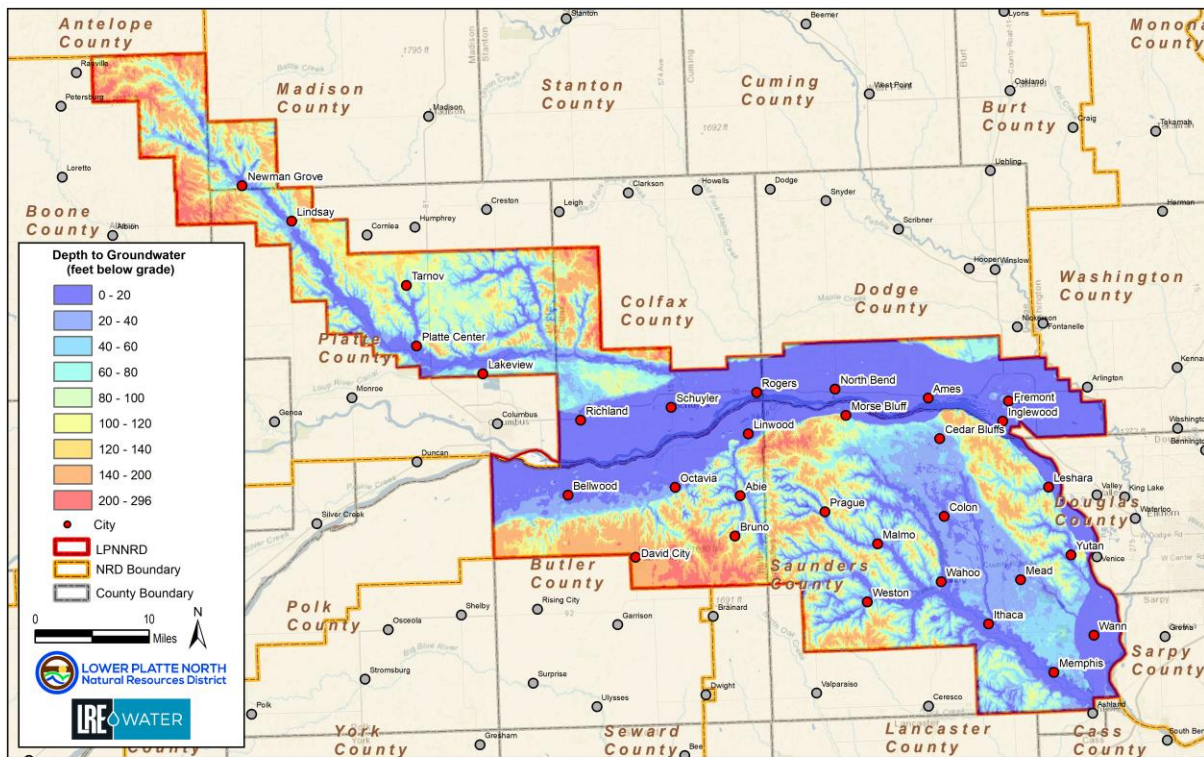 Antelope
County
Raeville
Petersburg
Loretto
Boone
County
Albion
Madison
County
Madison
Stanton
Stanton
County
Cuming
County
Beemer
West Point
Lyons
Oakland
Burt
County
Craig
Tekamah
Uehling
Herman
Newman Grove
Lindsay
Cornlea
Humphrey
Creston
Leigh
Clarkson
Howells
Dodge
Snyder
Scribner
Hooper
Winslow
Nickerson
Fontanelle
Washington
County
Dodge
County
Colfax
County
Tarnov
Platte Center
Platte
County
Lakeview
Monroe
Genoa
Columbus
Duncan
Silver Creek
Richland
Schuyler
Rogers
North Bend
Ames
Fremont
Inglewood
Arlington
Morse Bluff
Linwood
Cedar Bluffs
Bellwood
Octavia
Abie
Bruno
David City
Prague
Malmo
Colon
Leshara
Valley
King Lake
Waterloo
Douglas
County
Yutan
Venice
Wahoo
Mead
Weston
Ithaca
Wann
Memphis
Ashland
Saunders
County
Butler
County
Polk
County
Osceola
Shelby
Rising City
Garrison
Brainard
Stromsburg
Surprise
Ulysses
Dwight
Valparaiso
Ceresco
Polk
York
County
Gresham
Seward
County
Bee
Lancaster
County
Cass
County
Sarpy
County
Depth to Groundwater
(feet below grade)
0 - 20
20 - 40
40 - 60
60 - 80
80 - 100
100 - 120
120 - 140
140 - 200
200 - 296
City
LPNNRD
NRD Boundary
County Boundary
N
0 10
Miles
LOWER PLATTE NORTH
Natural Resources District
LRE WATER